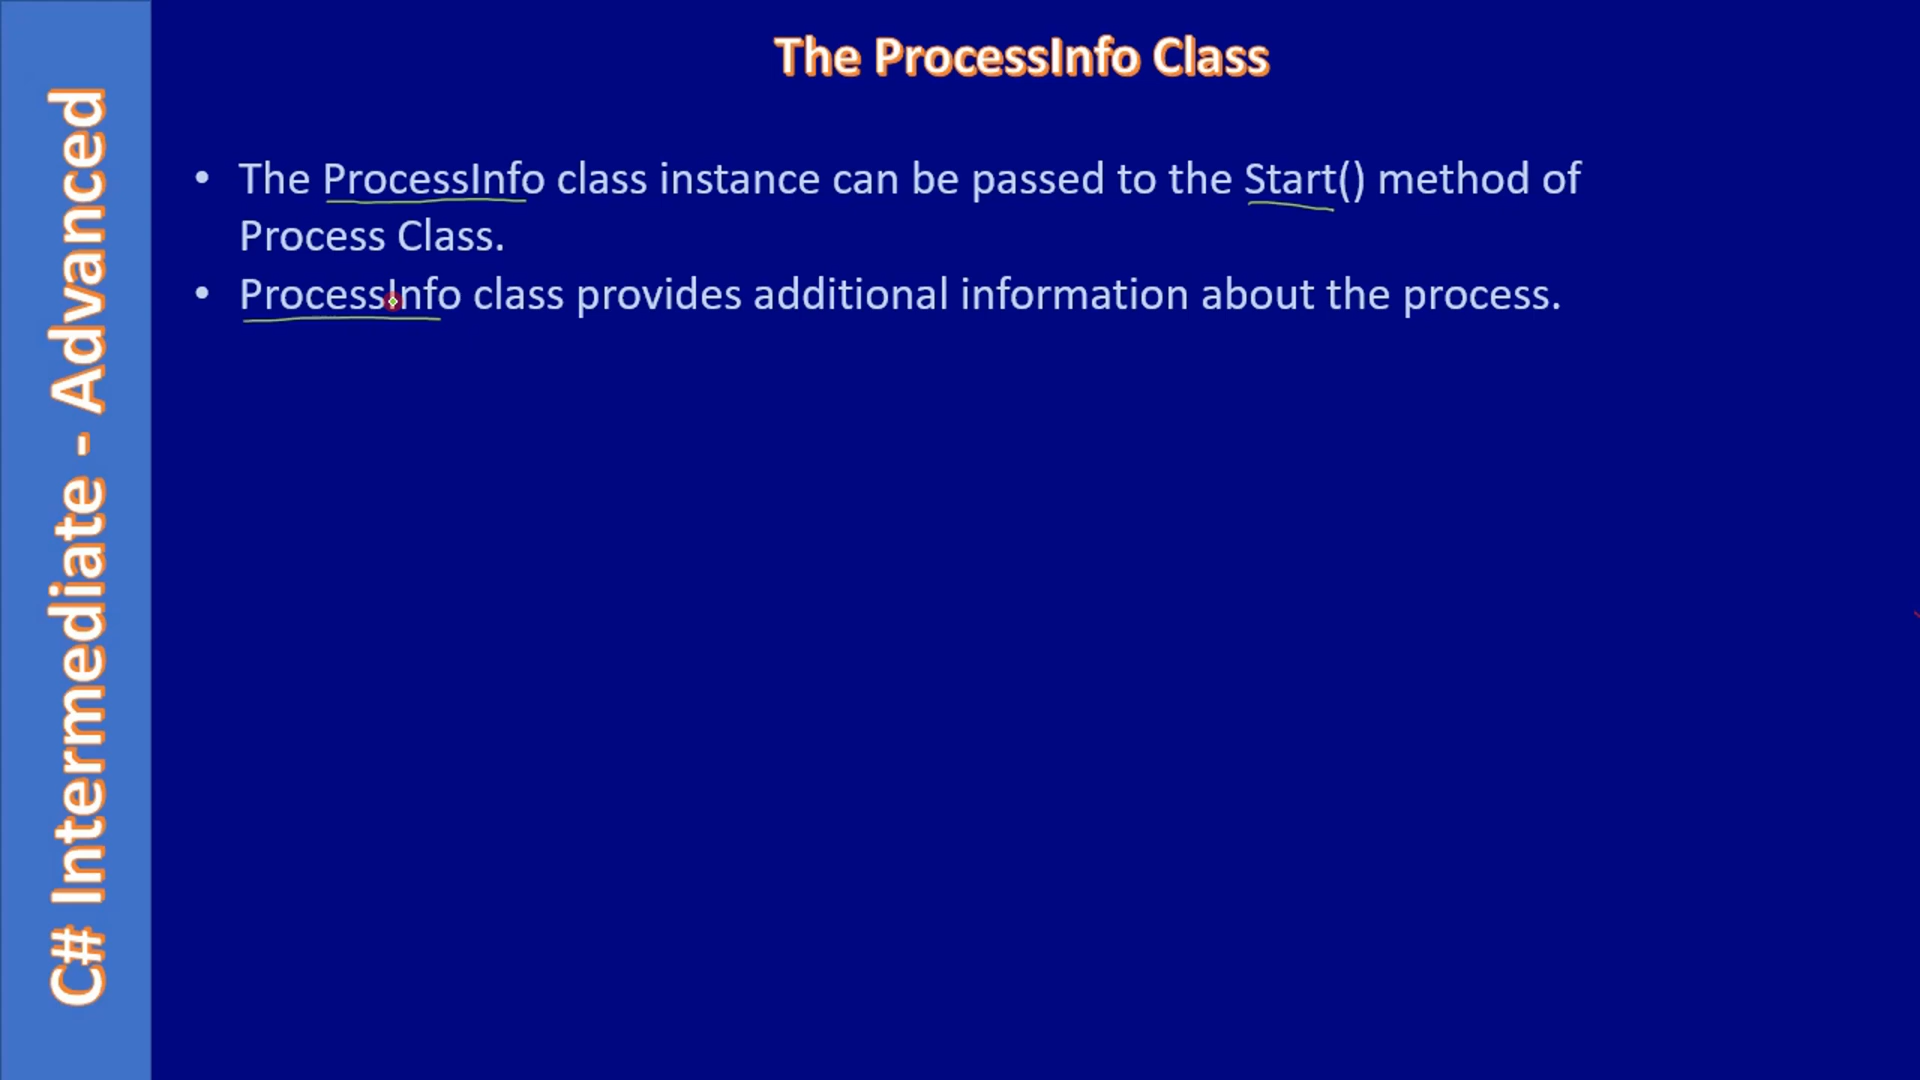 The ProcessInfo Class
• The ProcessInfo class instance can be passed to the Start() method of
Process Class.
• ProcessInfo class provides additional information about the process.
C# Intermediate - Advanced